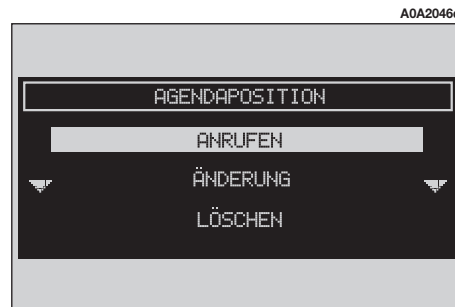 A0A2046
AGENDAPOSITION
ANRUFEN
ÄNDERUNG
LÖSCHEN